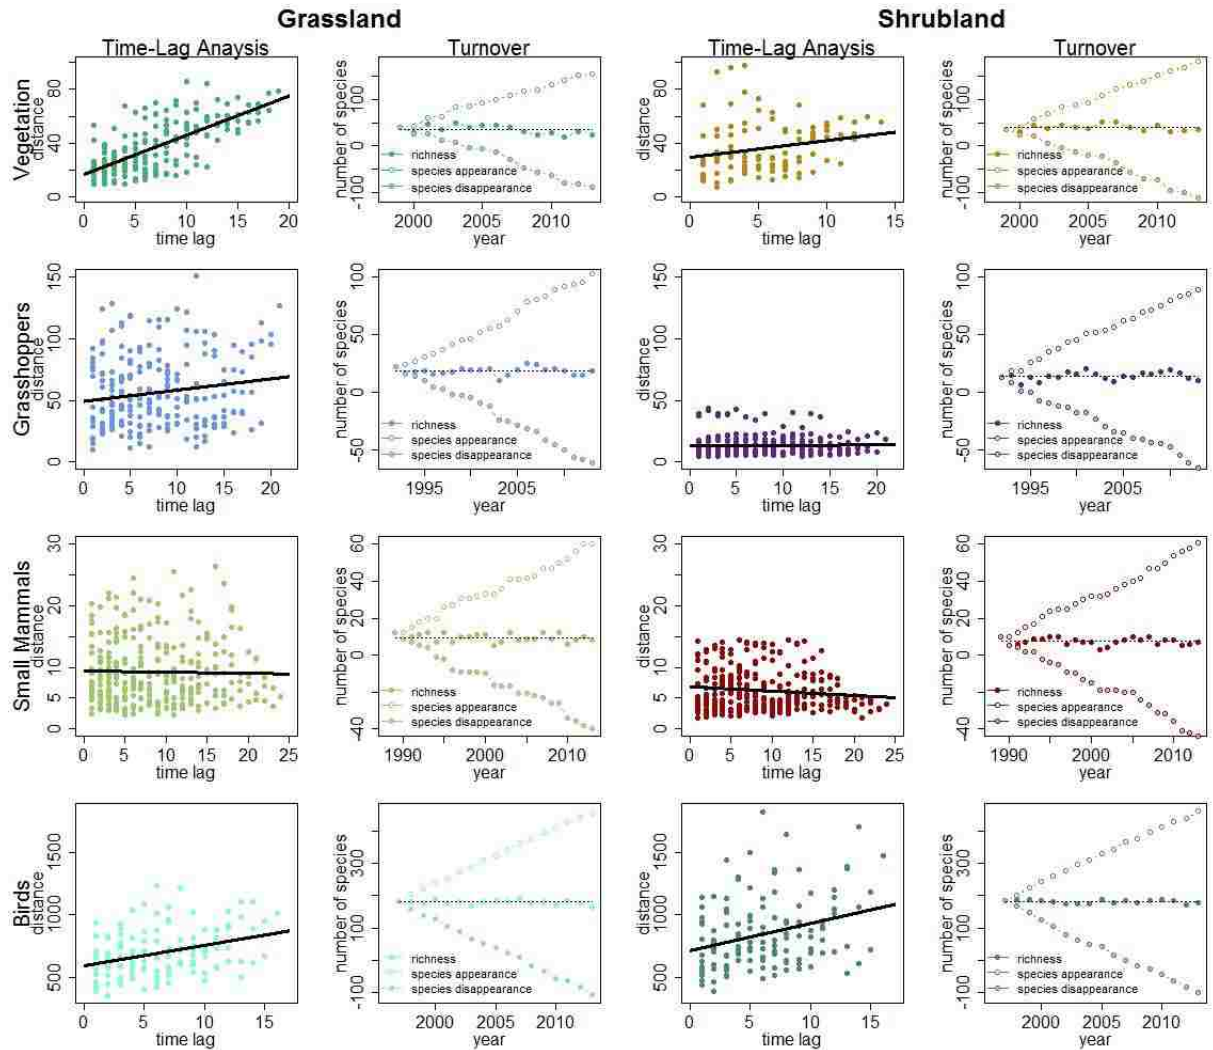 Grassland Shrubland
Time-Lag Anaysis Turnover Time-Lag Anaysis Turnover
Vegetation
distance
0 40 80
0 5 10 15 20
time lag
number of species
-100 0 100
richness
species appearance
species disappearance
2000 2005 2010
year
distance
0 40 80
0 5 10 15
time lag
number of species
-100 0 100
richness
species appearance
species disappearance
2000 2005 2010
year
Grasshoppers
distance
0 50 100 150
0 5 10 15 20
time lag
number of species
-50 0 50 100
richness
species appearance
species disappearance
1995 2005
year
distance
0 50 100 150
0 5 10 15 20
time lag
number of species
-50 0 50 100
richness
species appearance
species disappearance
1995 2005
year
Small Mammals
distance
0 5 10 20 30
0 5 10 15 20 25
time lag
number of species
-40 0 20 40 60
richness
species appearance
species disappearance
1990 2000 2010
year
distance
0 5 10 20 30
0 5 10 15 20 25
time lag
number of species
-40 0 20 40 60
richness
species appearance
species disappearance
1990 2000 2010
year
Birds
distance
500 1000 1500
0 5 10 15
time lag
number of species
-100 100 300
richness
species appearance
species disappearance
2000 2005 2010
year
distance
500 1000 1500
0 5 10 15
time lag
number of species
-100 100 300
richness
species appearance
species disappearance
2000 2005 2010
year